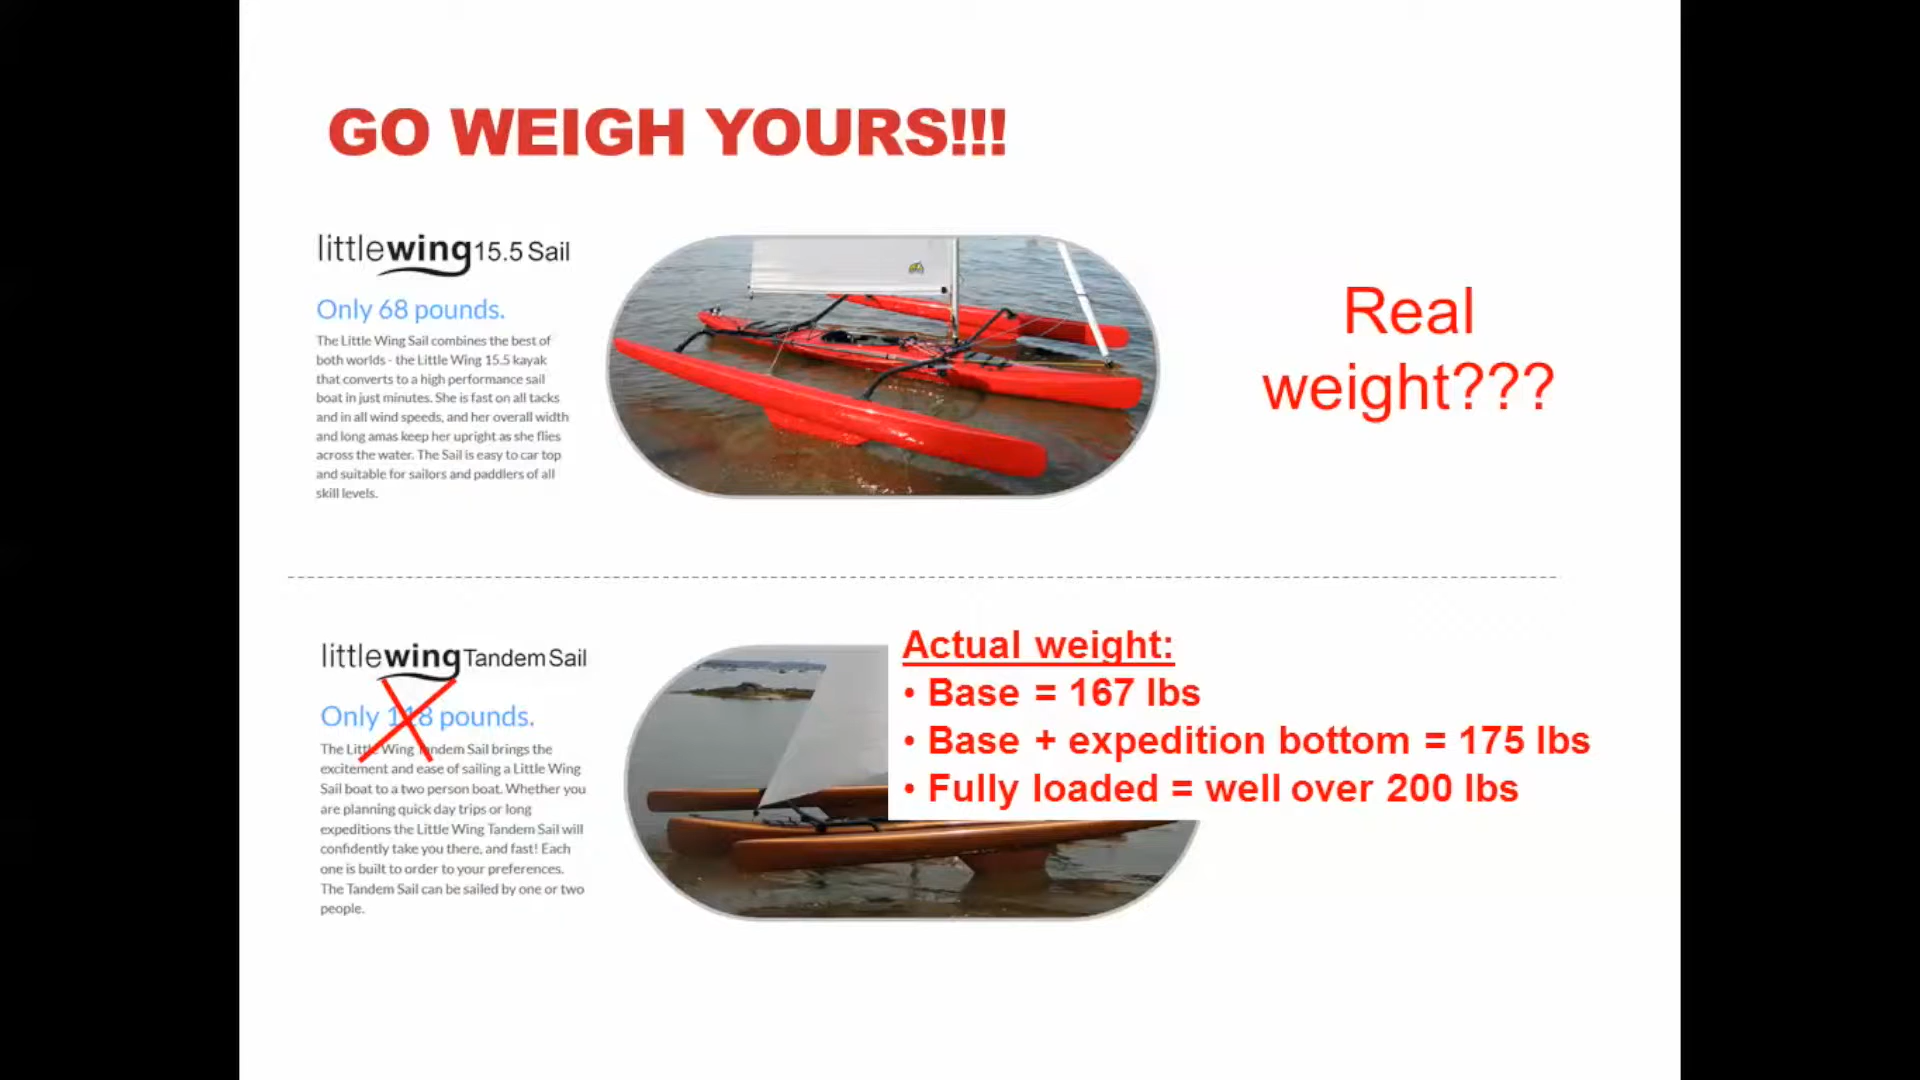 GO WEIGH YOURS!!!
littlewing 15.5 Sail
Only 68 pounds.
The Little Wing Sail combines the best of
both worlds - the Little Wing 15.5 kayak
that converts to a high performance sail
boat in just minutes. She is fast on all tacks
and in all wind speeds, and her overall width
and long amas keep her upright as she flies
across the water. The Sail is easy to car top
and suitable for sailors and paddlers of all
skill levels.
Real
weight???
littlewing Tandem Sail
Only 118 pounds.
The Little Wing Tandem Sail brings the
excitement and ease of sailing a Little Wing
Sail boat to a two person boat. Whether you
are planning quick day trips or long
expeditions the Little Wing Tandem Sail will
confidently take you there, and fast! Each
one is built to order to your preferences.
The Tandem Sail can be sailed by one or two
people.
Actual weight:
• Base = 167 lbs
• Base + expedition bottom = 175 lbs
• Fully loaded = well over 200 lbs